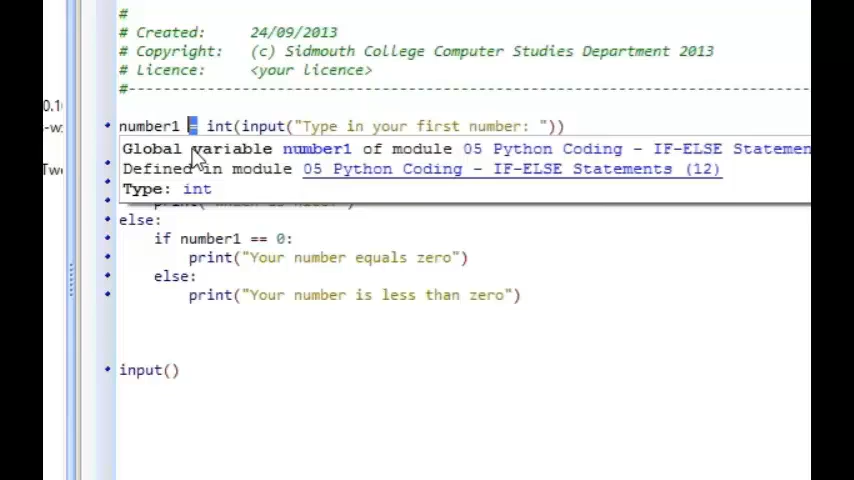 #
# Created: 24/09/2013
# Copyright: (c) Sidmouth College Computer Studies Department 2013
# Licence: <your licence>
#-------------------------------------------------------------------------------
0.1
number1 = int(input("Type in your first number: "))
Global variable number1 of module 05 Python Coding - IF-ELSE Statemen
Defined in module 05 Python Coding - IF-ELSE Statements (12)
Type: int
else:
if number1 == 0:
print("Your number equals zero")
else:
print("Your number is less than zero")
input()